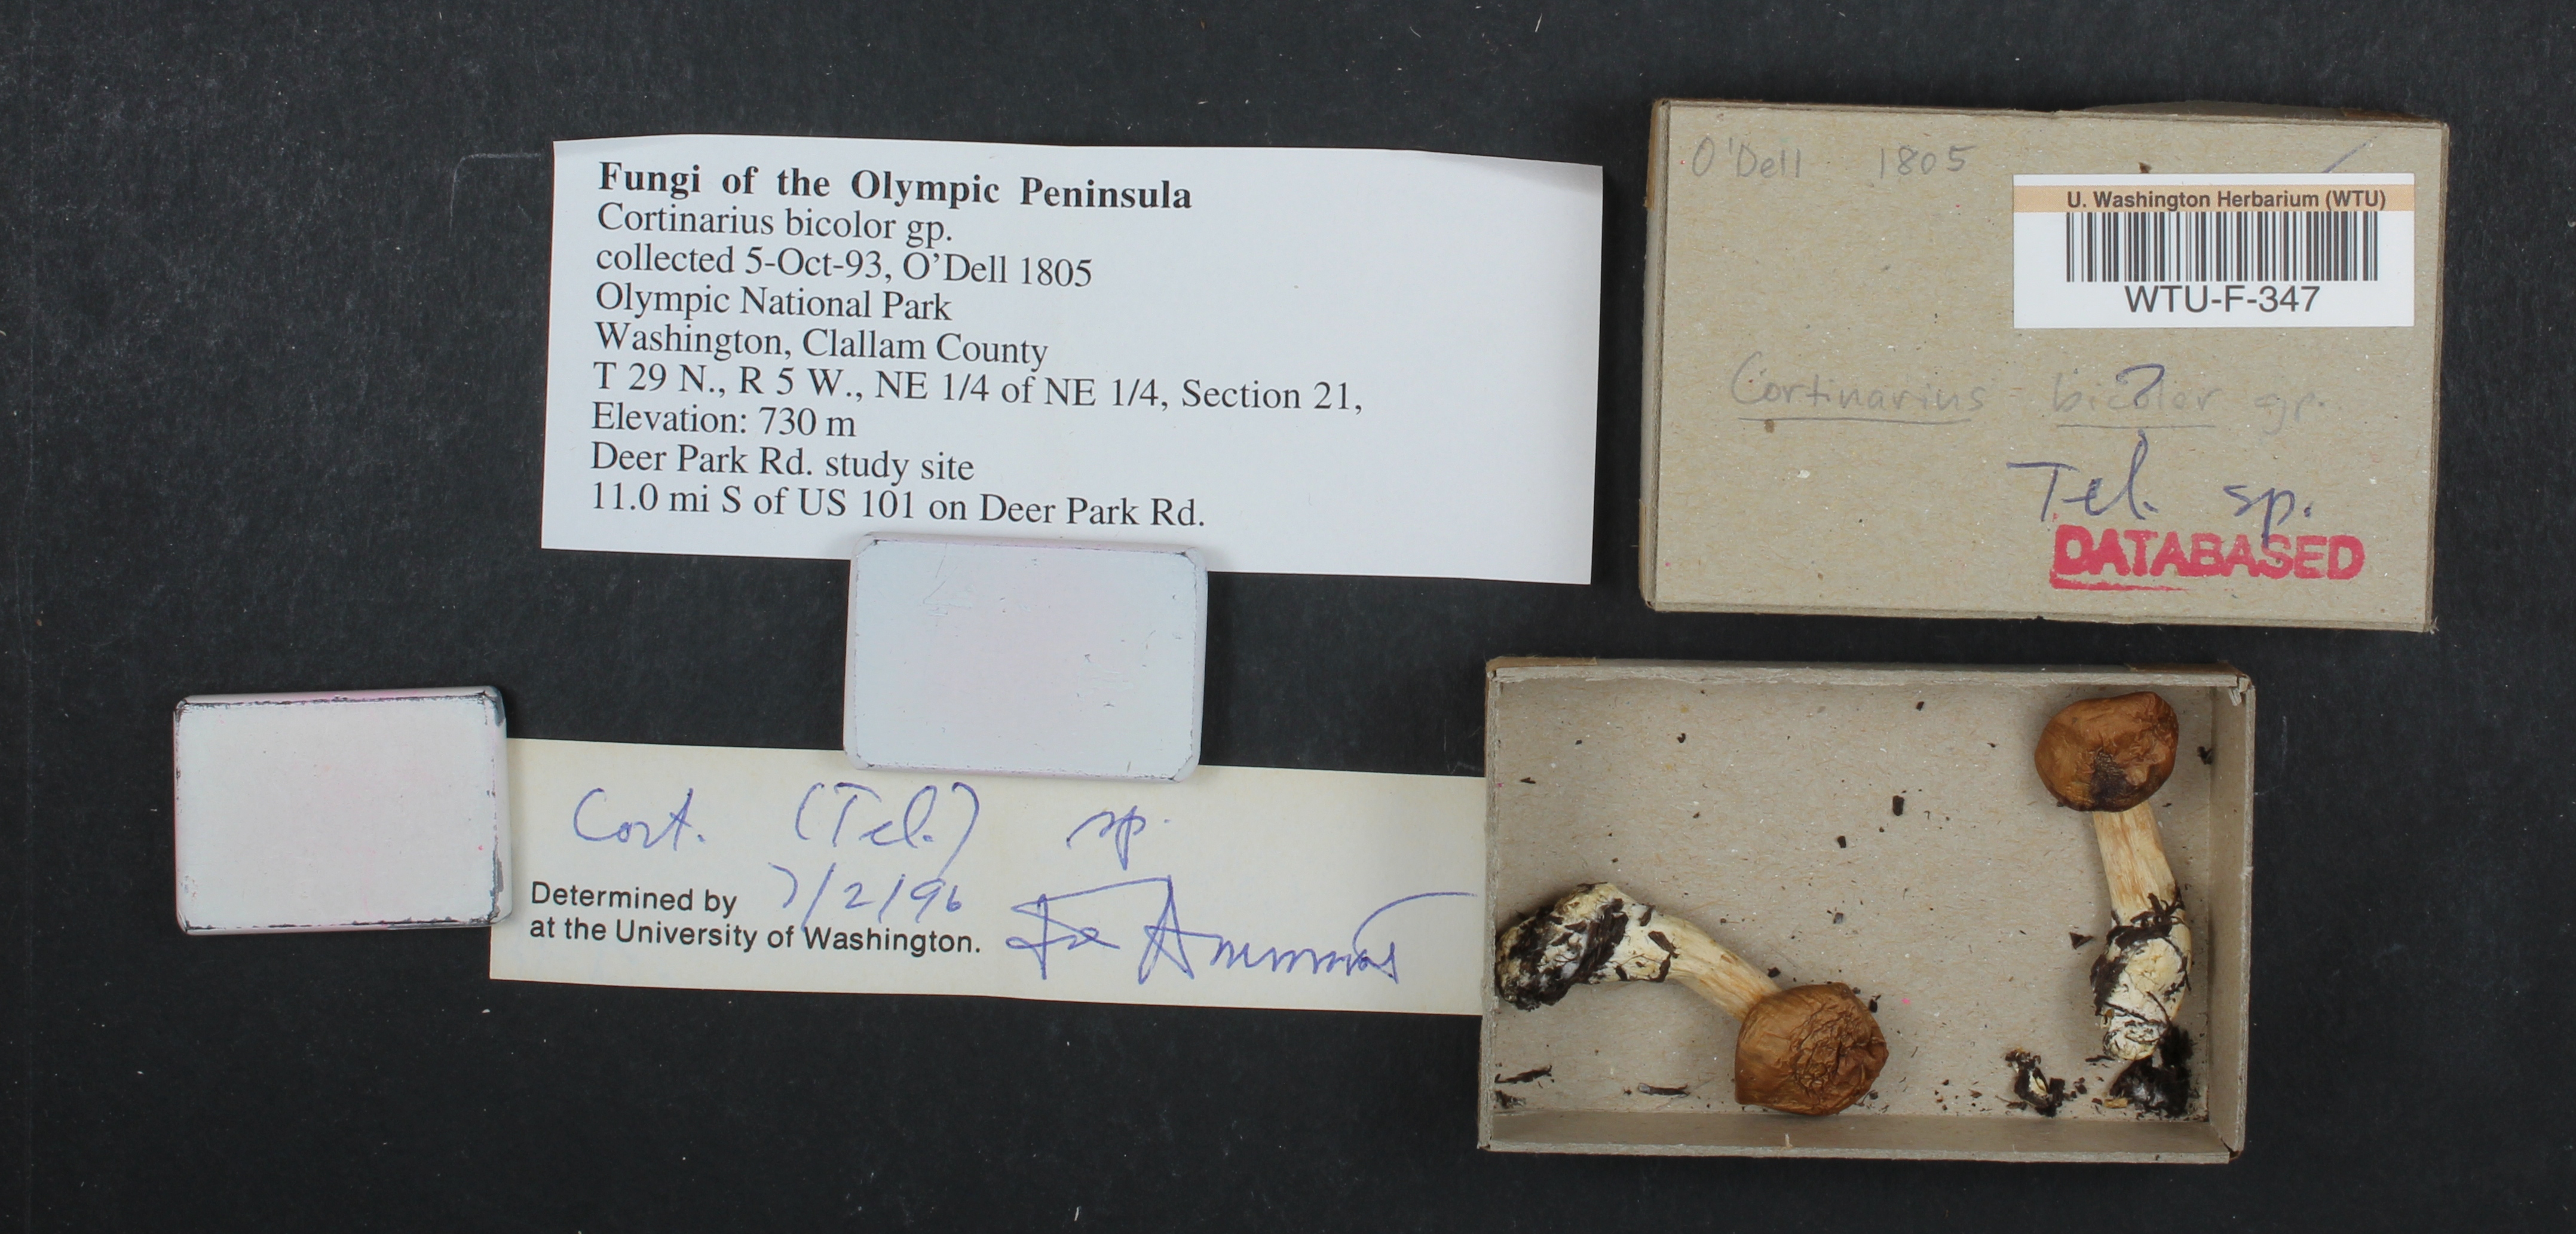 Fungi of the Olympic Peninsula
Cortinarius bicolor gp.
collected 5-Oct-93, O'Dell 1805
Olympic National Park
Washington, Clallam County
T 29 N., R 5 W., NE 1/4 of NE 1/4, Section 21,
Elevation: 730 m
Deer Park Rd. study site
11.0 mi S of US 101 on Deer Park Rd.
O'Dell 1805
U. Washington Herbarium (WTU)
WTU-F-347
?
Cortinarius bicolor gp.
Tel. sp.
DATABASED
Cort. (Tel.) sp.
Determined by 7/2/96
at the University of Washington. Ammirati